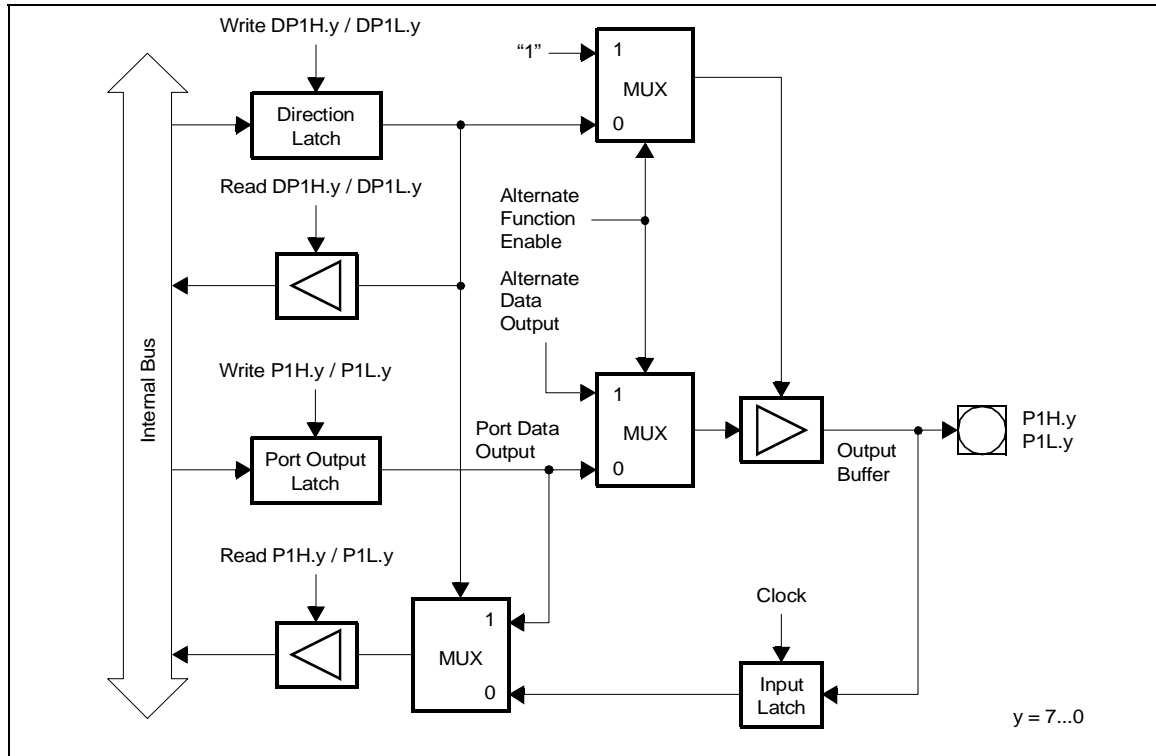 Write DP1H.y / DP1L.y
“1”
1
MUX
0
Direction
Latch
Read DP1H.y / DP1L.y
Alternate
Function
Enable
Alternate
Data
Output
Internal Bus
Write P1H.y / P1L.y
1
MUX
0
Port Data
Output
Port Output
Latch
Output
Buffer
P1H.y
P1L.y
Read P1H.y / P1L.y
1
MUX
0
Clock
Input
Latch
y = 7...0